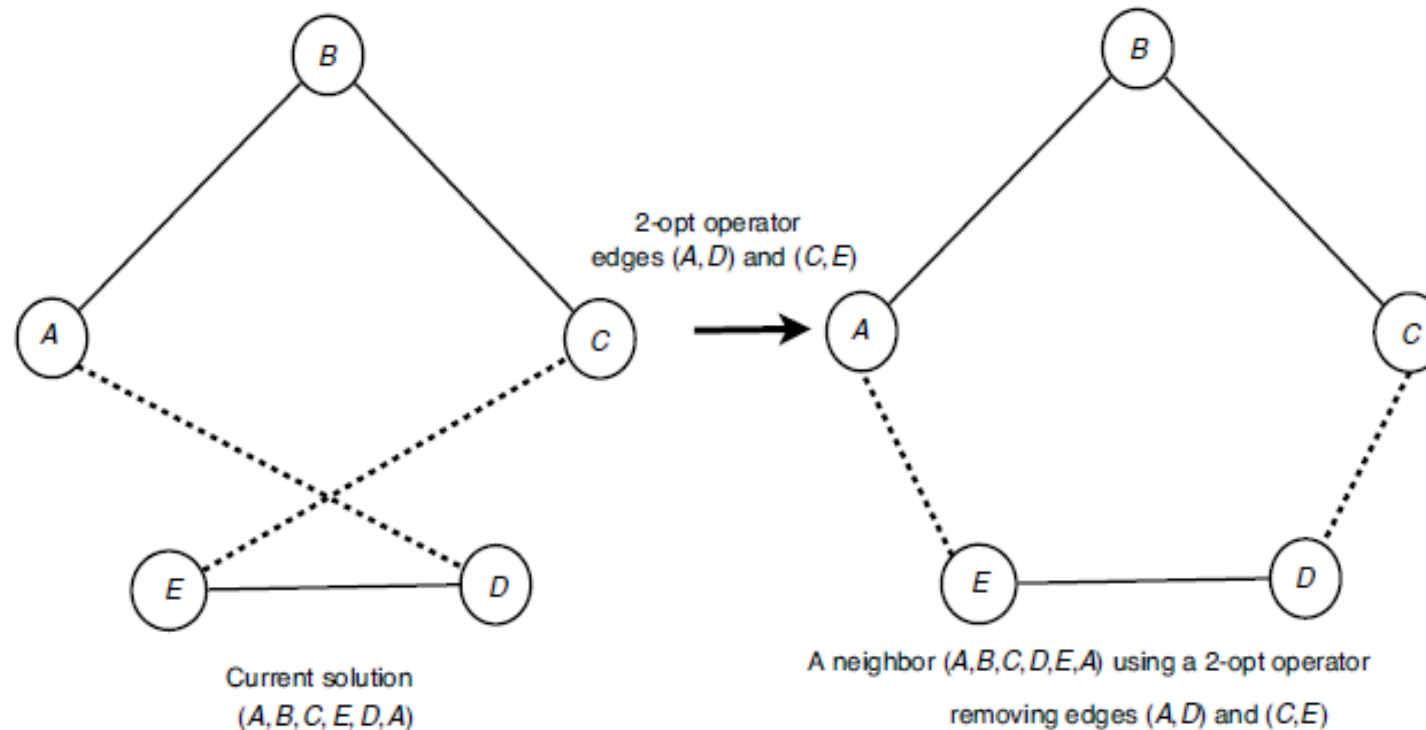 B
B
2-opt operator
edges (A,D) and (C,E)
A
C
A
C
E
D
E
D
Current solution
(A,B,C,E,D,A)
A neighbor (A,B,C,D,E,A) using a 2-opt operator
removing edges (A,D) and (C,E)